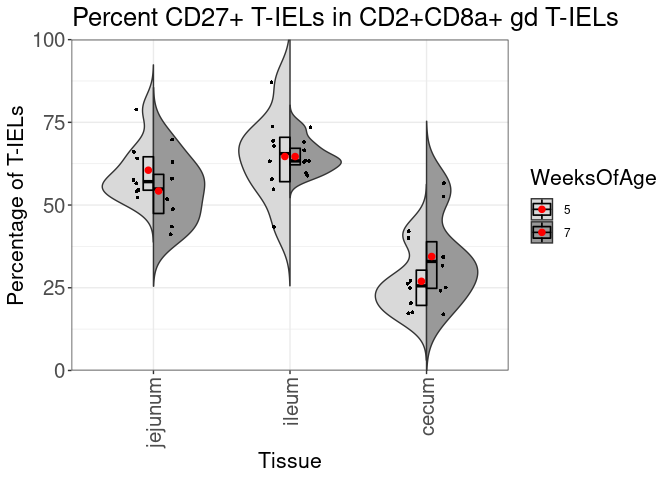 Percent CD27+ T-IELs in CD2+CD8a+ gd T-IELs
Percentage of T-IELs
100
75
50
25
0
jejunum
ileum
cecum
Tissue
WeeksOfAge
5
7